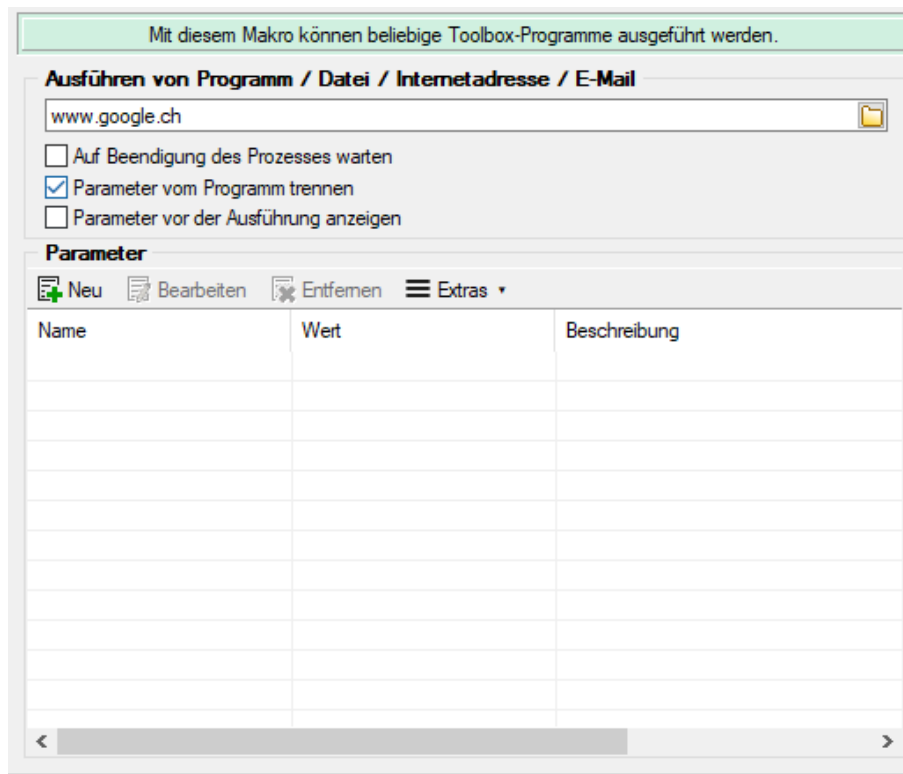 Mit diesem Makro können beliebige Toolbox-Programme ausgeführt werden.
Ausführen von Programm / Datei / Internetadresse / E-Mail
www.google.ch
Auf Beendigung des Prozesses warten
Parameter vom Programm trennen
Parameter vor der Ausführung anzeigen
Parameter
Neu Bearbeiten Entfernen Extras
Name Wert Beschreibung